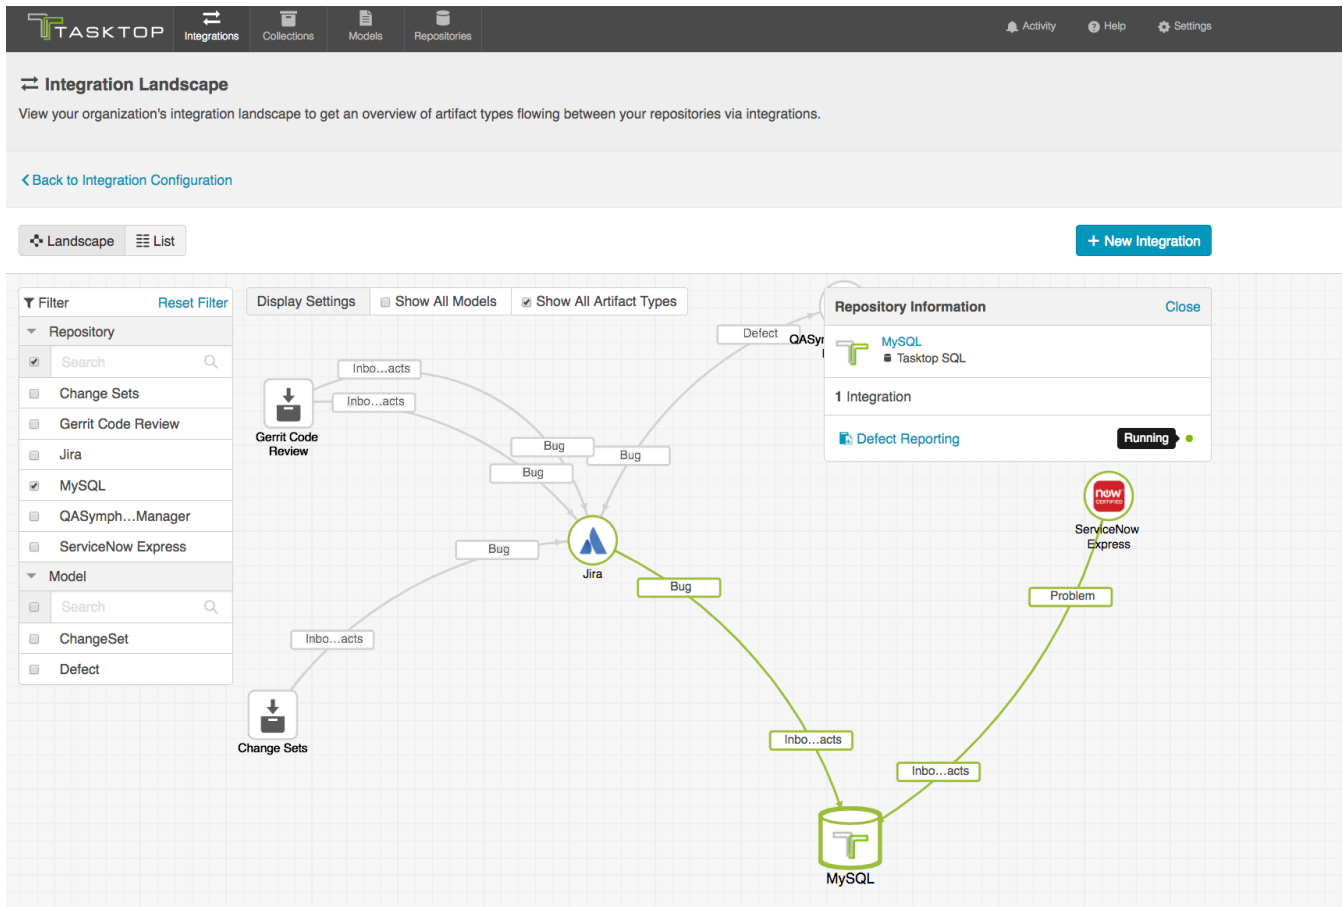 TASKTOP
Integrations
Collections
Models
Repositories
Activity
Help
Settings
Integration Landscape
View your organization's integration landscape to get an overview of artifact types flowing between your repositories via integrations.
Back to Integration Configuration
Landscape
List
+ New Integration
Filter
Reset Filter
Repository
Search
Change Sets
Gerrit Code Review
Jira
MySQL
QASymph...Manager
ServiceNow Express
Model
Search
ChangeSet
Defect
Display Settings
Show All Models
Show All Artifact Types
Repository Information
Close
MySQL
Tasktop SQL
1 Integration
Defect Reporting
Running
Defect
QASy
Inbo...acts
Inbo...acts
Gerrit Code
Review
Bug
Bug
Bug
Bug
Jira
Bug
now
CERTIFIED
ServiceNow
Express
Problem
Inbo...acts
Change Sets
Inbo...acts
Inbo...acts
MySQL